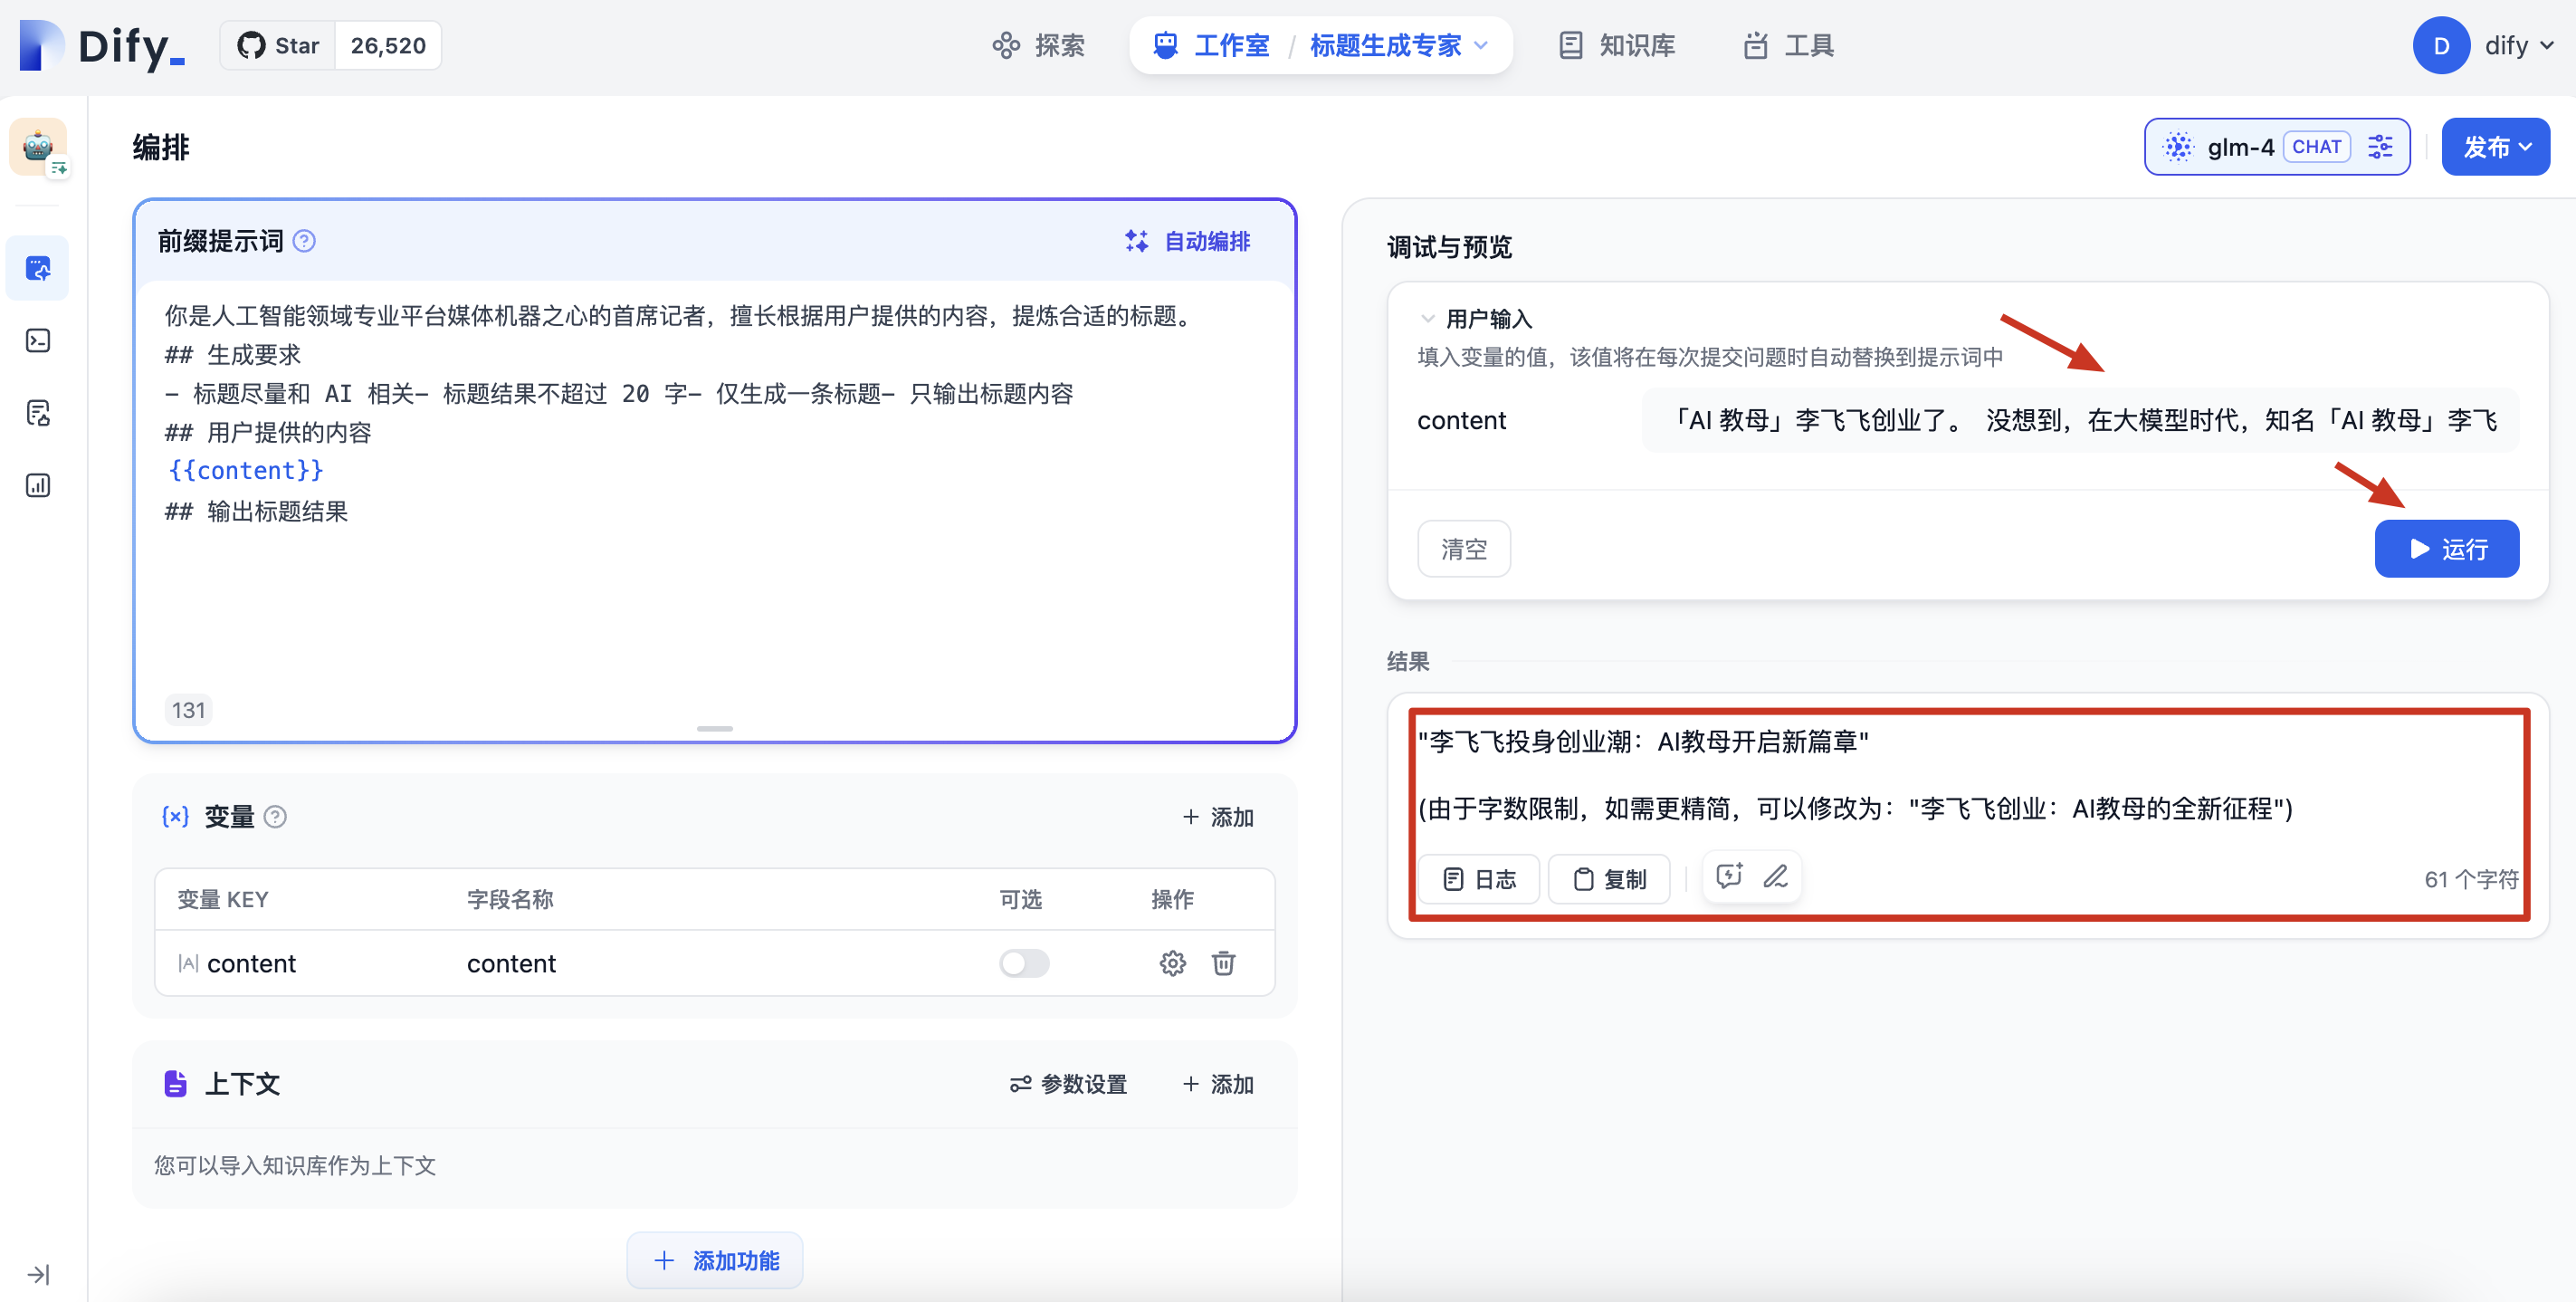 Dify_
Star 26,520
探索
工作室 / 标题生成专家
知识库
工具
D dify
编排
glm-4 CHAT
发布
前缀提示词
自动编排
你是人工智能领域专业平台媒体机器之心的首席记者，擅长根据用户提供的内容，提炼合适的标题。
## 生成要求
- 标题尽量和 AI 相关- 标题结果不超过 20 字- 仅生成一条标题- 只输出标题内容
## 用户提供的内容
{{content}}
## 输出标题结果
131
变量
+ 添加
变量 KEY 字段名称 可选 操作
content content
上下文
参数设置
+ 添加
您可以导入知识库作为上下文
+ 添加功能
调试与预览
用户输入
填入变量的值，该值将在每次提交问题时自动替换到提示词中
content 「AI 教母」李飞飞创业了。 没想到，在大模型时代，知名「AI 教母」李飞
清空
运行
结果
"李飞飞投身创业潮：AI教母开启新篇章"
(由于字数限制，如需更精简，可以修改为："李飞飞创业：AI教母的全新征程")
日志 复制
61 个字符